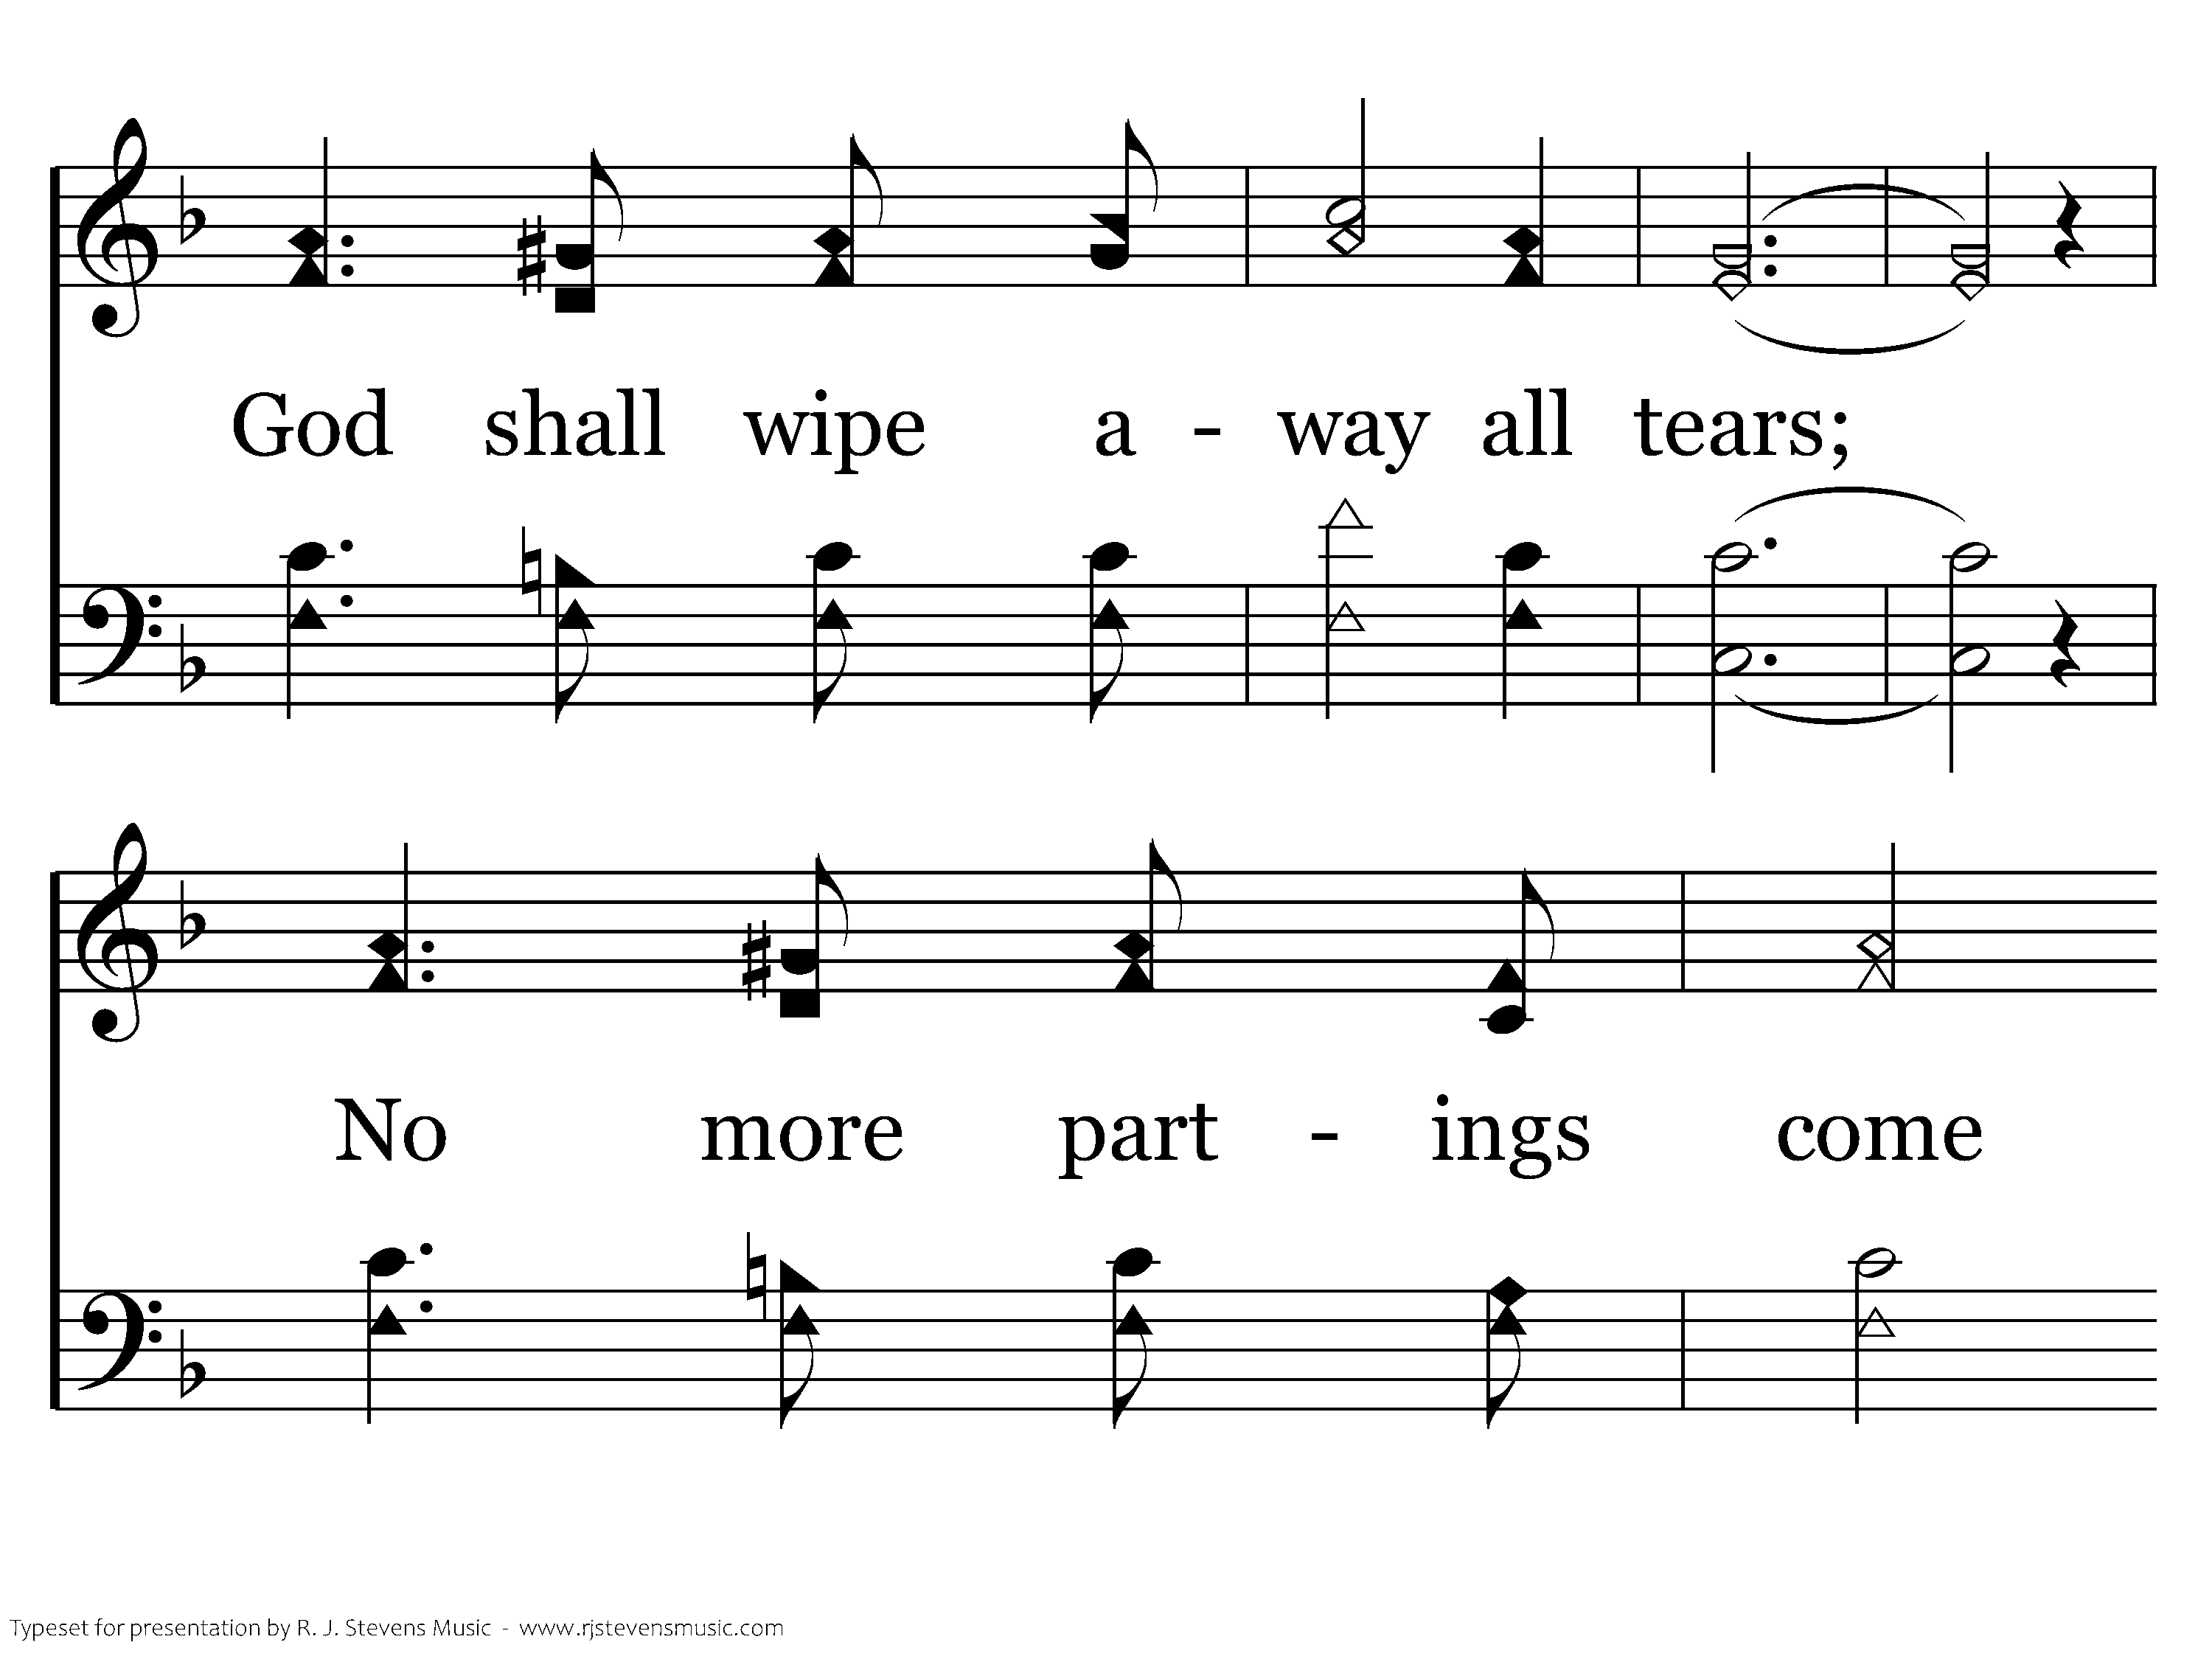 God shall wipe a - way all tears;
No more part - ings come
Typeset for presentation by R. J. Stevens Music - www.rjstevensmusic.com